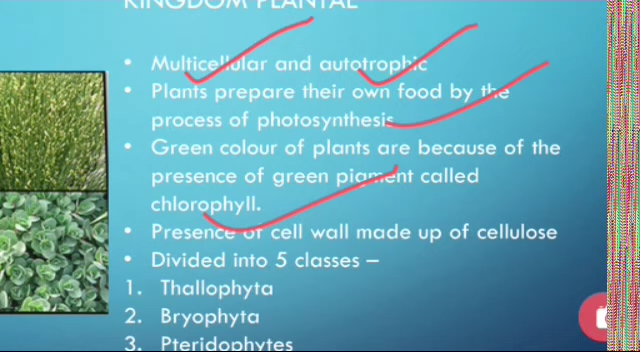 KINGDOM PLANTAE
• Multicellular and autotrophic
• Plants prepare their own food by the
process of photosynthesis
• Green colour of plants are because of the
presence of green pigment called
chlorophyll.
• Presence of cell wall made up of cellulose
• Divided into 5 classes –
1. Thallophyta
2. Bryophyta
3. Pteridophytes